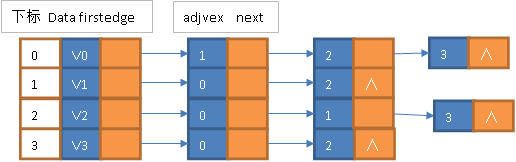 下标 Data firstedge adjvex next
0 V0 1 2 3 ∧
1 V1 0 2 ∧
2 V2 0 1 3 ∧
3 V3 0 2 ∧